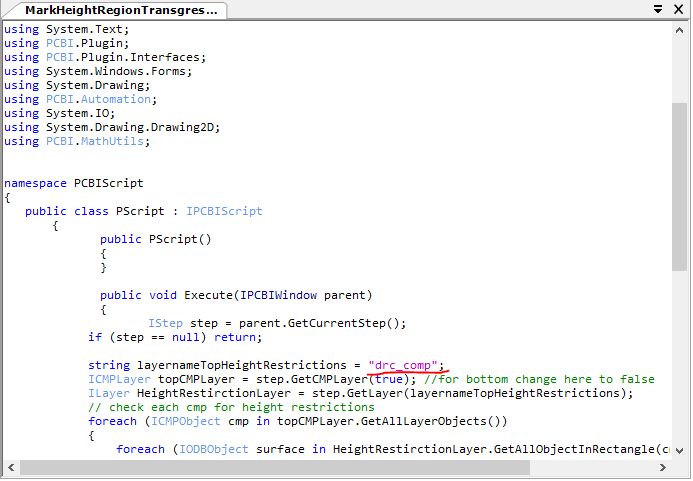 MarkHeightRegionTransgres...
using System.Text;
using PCBI.Plugin;
using PCBI.Plugin.Interfaces;
using System.Windows.Forms;
using System.Drawing;
using PCBI.Automation;
using System.IO;
using System.Drawing.Drawing2D;
using PCBI.MathUtils;
namespace PCBIScript
{
public class PScript : IPCBIScript
{
public PScript()
{
}
public void Execute(IPCBIWindow parent)
{
IStep step = parent.GetCurrentStep();
if (step == null) return;
string layernameTopHeightRestrictions = "drc_comp";
ICMPLayer topCMPLayer = step.GetCMPLayer(true); //for bottom change here to false
ILayer HeightRestirctionLayer = step.GetLayer(layernameTopHeightRestrictions);
// check each cmp for height restrictions
foreach (ICMPObject cmp in topCMPLayer.GetAllLayerObjects())
{
foreach (IODBObject surface in HeightRestirctionLayer.GetAllObjectInRectangle(c